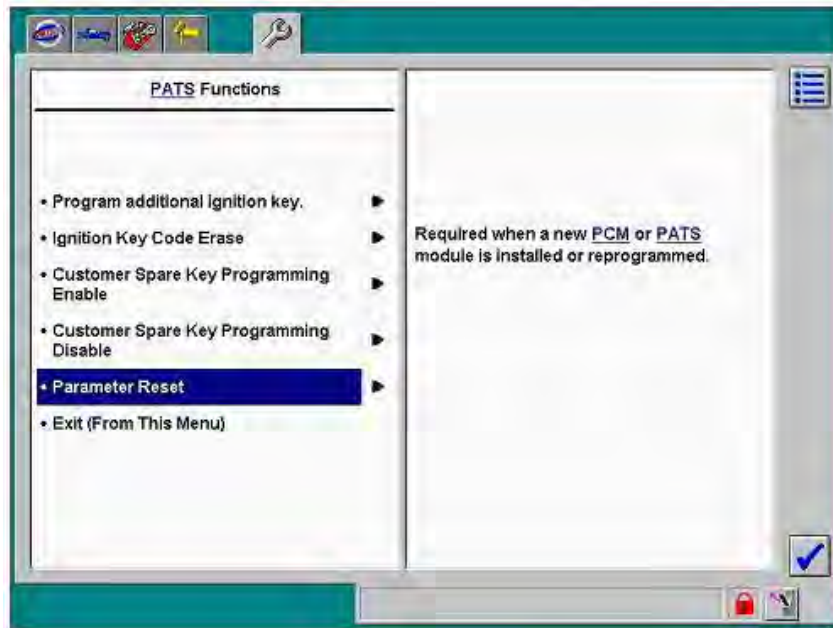 PATS Functions
• Program additional ignition key.
• Ignition Key Code Erase
• Customer Spare Key Programming
Enable
• Customer Spare Key Programming
Disable
• Parameter Reset
• Exit (From This Menu)
Required when a new PCM or PATS
module is installed or reprogrammed.